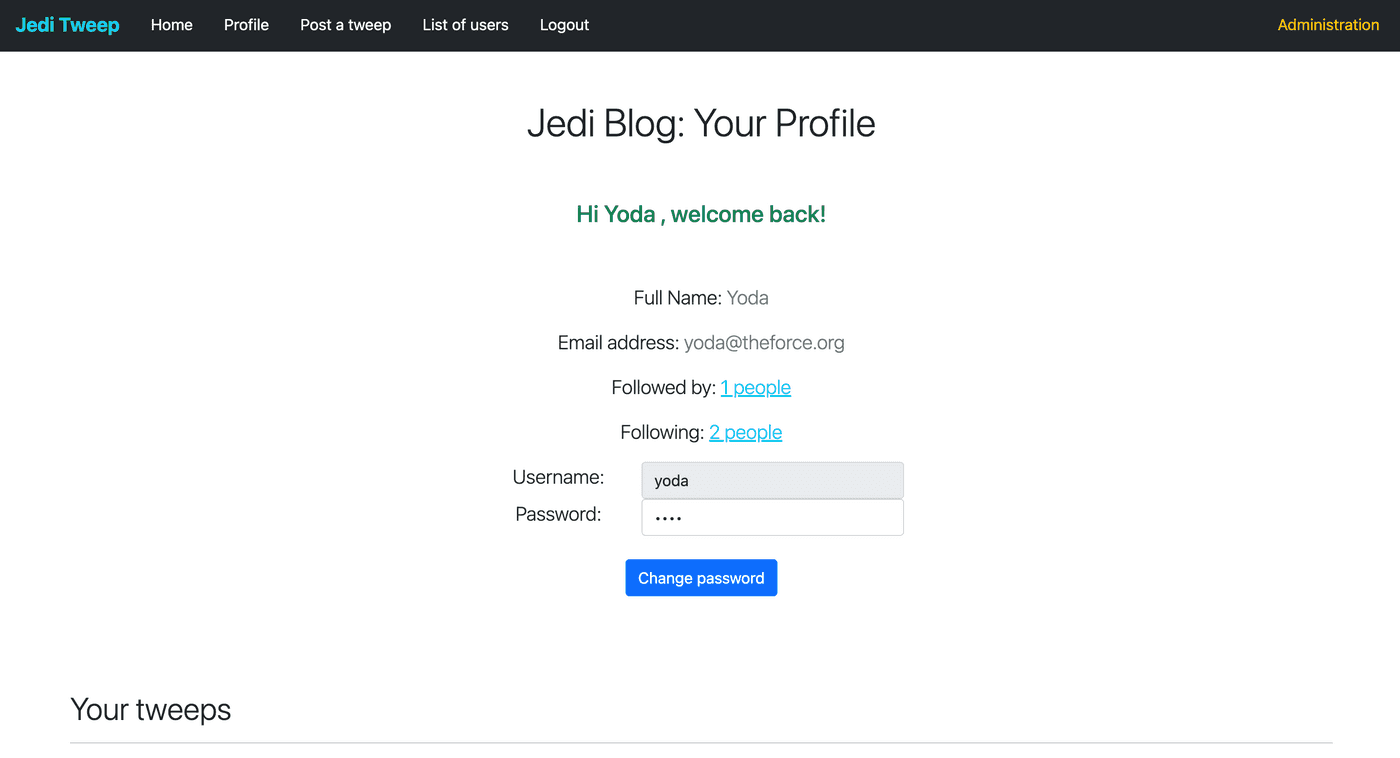 Jedi Tweep Home Profile Post a tweep List of users Logout Administration
Jedi Blog: Your Profile
Hi Yoda , welcome back!
Full Name: Yoda
Email address: yoda@theforce.org
Followed by: 1 people
Following: 2 people
Username: yoda
Password: ••••
Change password
Your tweeps